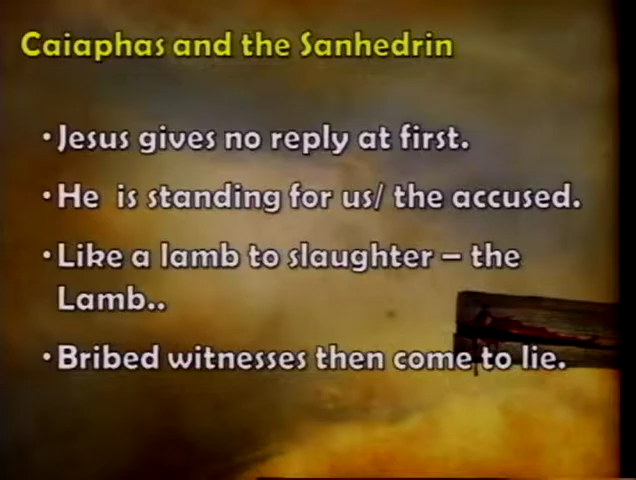 Caiaphas and the Sanhedrin
• Jesus gives no reply at first.
• He is standing for us/ the accused.
• Like a lamb to slaughter – the
Lamb..
• Bribed witnesses then come to lie.